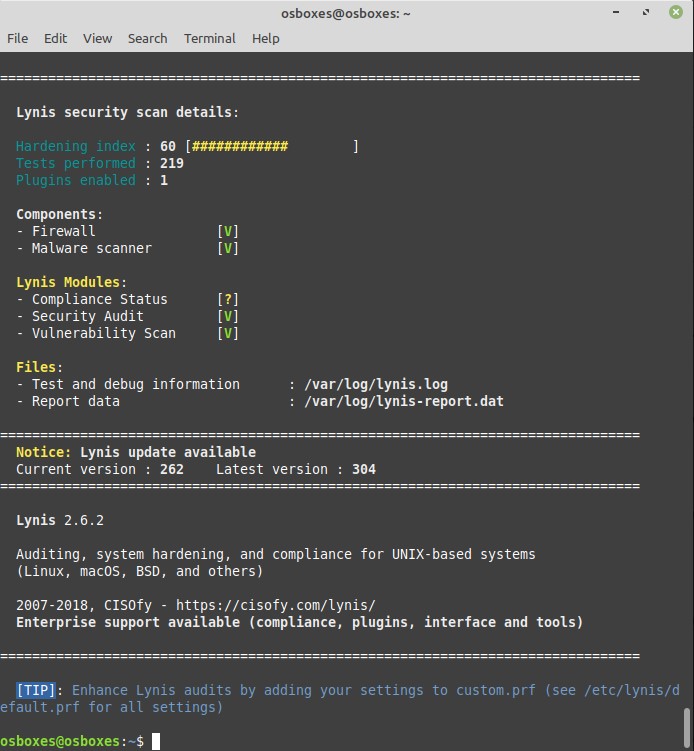 osboxes@osboxes: ~
File Edit View Search Terminal Help
================================================================================
Lynis security scan details:
Hardening index : 60 [############        ]
Tests performed : 219
Plugins enabled : 1
Components:
- Firewall               [V]
- Malware scanner        [V]
Lynis Modules:
- Compliance Status      [?]
- Security Audit         [V]
- Vulnerability Scan     [V]
Files:
- Test and debug information      : /var/log/lynis.log
- Report data                     : /var/log/lynis-report.dat
================================================================================
Notice: Lynis update available
Current version : 262    Latest version : 304
================================================================================
Lynis 2.6.2
Auditing, system hardening, and compliance for UNIX-based systems
(Linux, macOS, BSD, and others)
2007-2018, CISOfy - https://cisofy.com/lynis/
Enterprise support available (compliance, plugins, interface and tools)
================================================================================
[TIP]: Enhance Lynis audits by adding your settings to custom.prf (see /etc/lynis/d
efault.prf for all settings)
osboxes@osboxes:~$